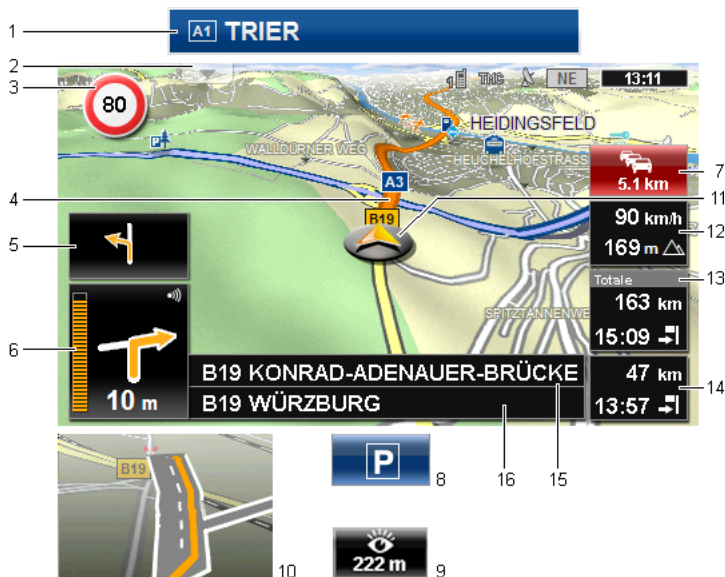 1
A1 TRIER
2
3
80
1
TMC
NE
13:11
HEIDINGSFELD
P
WALLDÜRNER WEG
HEUCHELHOFSTRASS
5.1 km
7
A3
4
11
B19
90 km/h
12
169 m
5
13
Totale
163 km
15:09
SPITZTANNENWE
6
10 m
B19 KONRAD-ADENAUER-BRÜCKE
47 km
14
B19 WÜRZBURG
13:57
16
15
B19
P
8
222 m
9
10